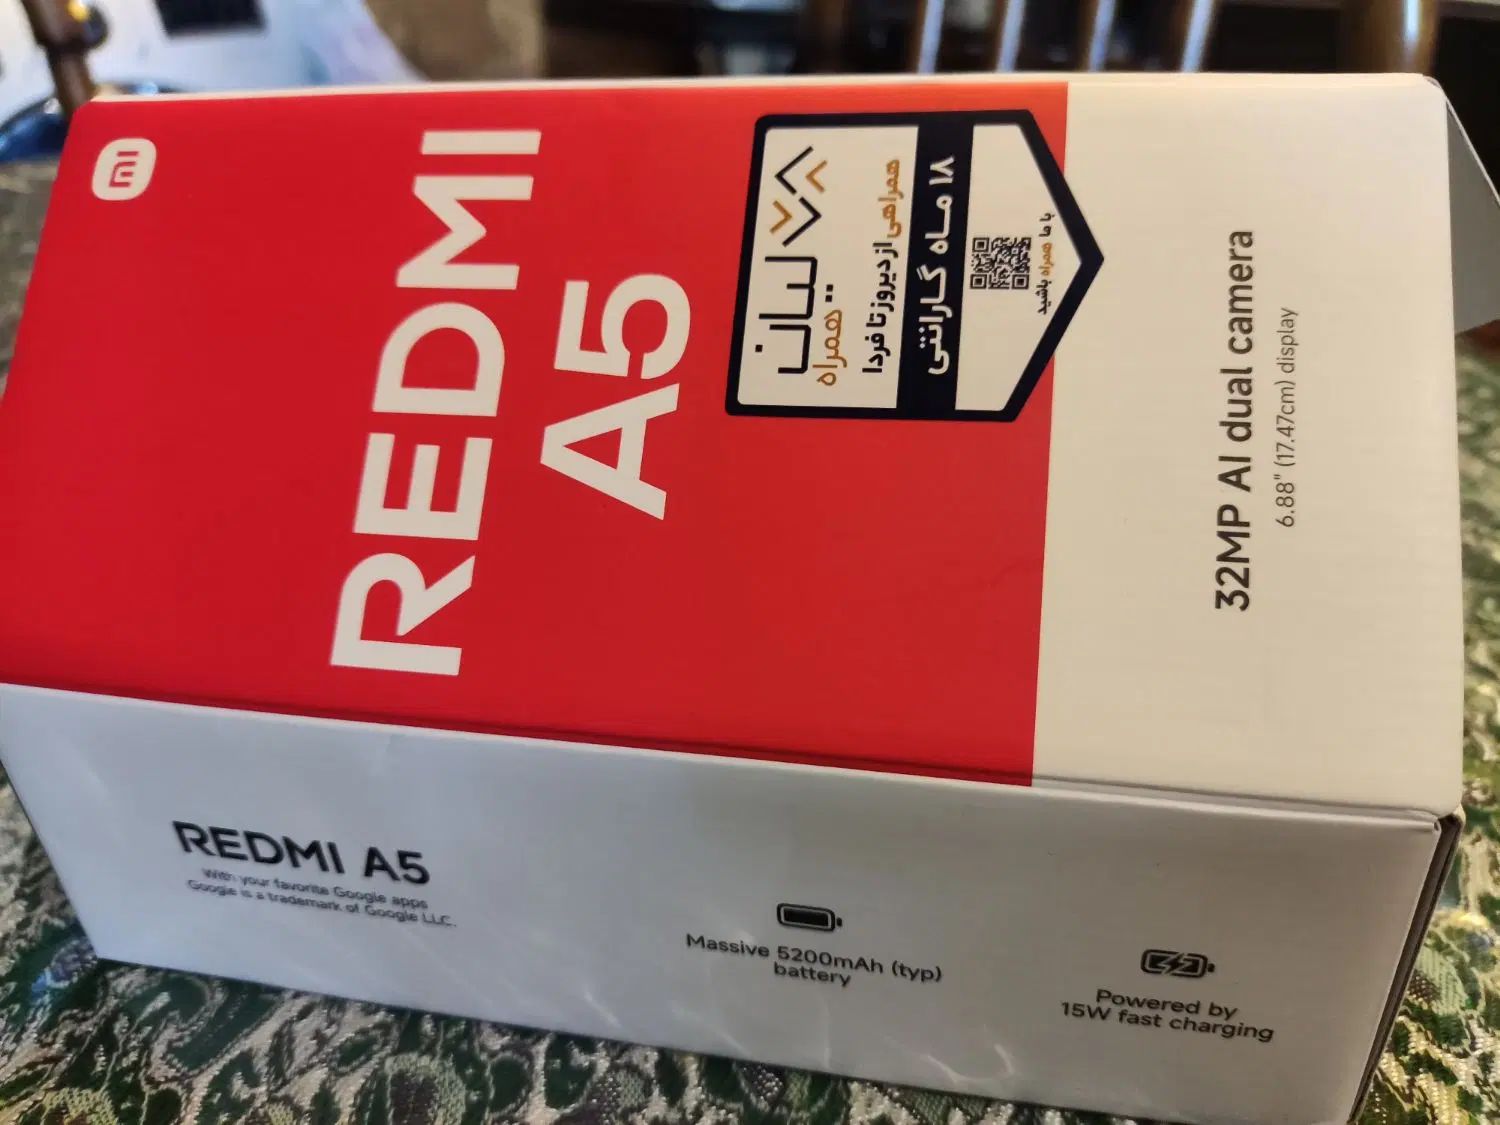 mi
REDMI
A5
لیان
همراه
همراهی از دیروز تا فردا
۱۸ ماه گارانتی
با ما همراه باشید
32MP AI dual camera
6.88" (17.47cm) display
REDMI A5
With your favorite Google apps
Google is a trademark of Google LLC.
Massive 5200mAh (typ)
battery
Powered by
15W fast charging